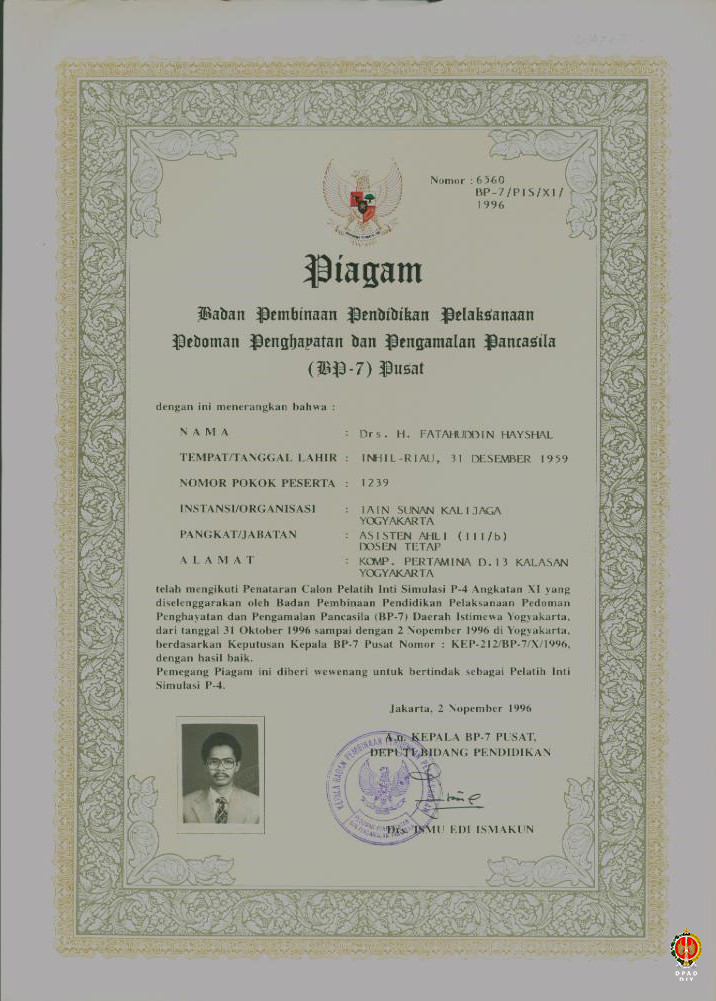 Nomor : 6360
BP-7/PIS/XI/
1996
Piagam
Badan Pembinaan Pendidikan Pelaksanaan
Pedoman Penghayatan dan Pengamalan Pancasila
(BP-7) Pusat
dengan ini menerangkan bahwa :
N A M A : Drs. H. FATAHUDDIN HAYSHAL
TEMPAT/TANGGAL LAHIR : INHIL-RIAU, 31 DESEMBER 1959
NOMOR POKOK PESERTA : 1239
INSTANSI/ORGANISASI : IAIN SUNAN KALIJAGA
YOGYAKARTA
PANGKAT/JABATAN : ASISTEN AHLI (III/b)
DOSEN TETAP
A L A M A T : KOMP. PERTAMINA D.13 KALASAN
YOGYAKARTA
telah mengikuti Penataran Calon Pelatih Inti Simulasi P-4 Angkatan XI yang
diselenggarakan oleh Badan Pembinaan Pendidikan Pelaksanaan Pedoman
Penghayatan dan Pengamalan Pancasila (BP-7) Daerah Istimewa Yogyakarta,
dari tanggal 31 Oktober 1996 sampai dengan 2 Nopember 1996 di Yogyakarta,
berdasarkan Keputusan Kepala BP-7 Pusat Nomor : KEP-212/BP-7/X/1996,
dengan hasil baik.
Pemegang Piagam ini diberi wewenang untuk bertindak sebagai Pelatih Inti
Simulasi P-4.
Jakarta, 2 Nopember 1996
A.n. KEPALA BP-7 PUSAT,
DEPUTI BIDANG PENDIDIKAN
KEPALA BADAN PEMBINAAN
Drs. ISMU EDI ISMAKUN
DPAD
DIY